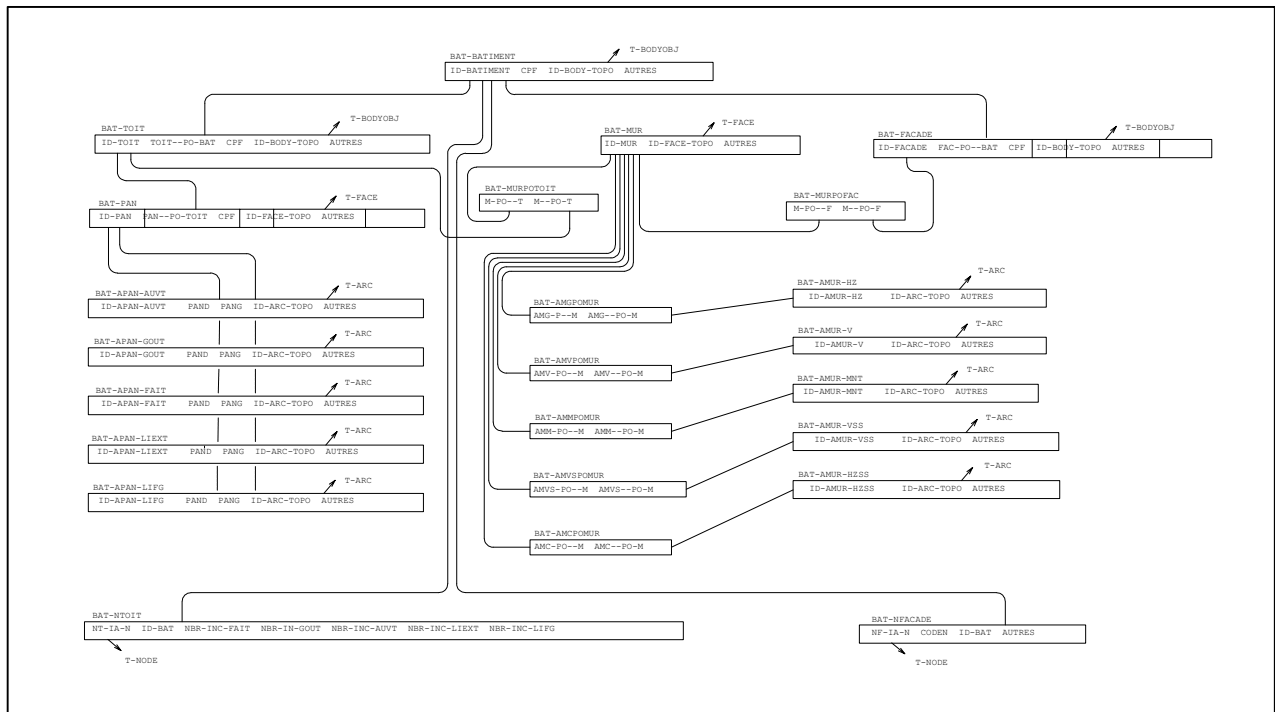 T-BODYOBJ
BAT-BATIMENT
ID-BATIMENT CPF ID-BODY-TOPO AUTRES
T-BODYOBJ
BAT-TOIT
ID-TOIT TOIT--PO-BAT CPF ID-BODY-TOPO AUTRES
T-FACE
BAT-MUR
ID-MUR ID-FACE-TOPO AUTRES
T-BODYOBJ
BAT-FACADE
ID-FACADE FAC-PO--BAT CPF ID-BODY-TOPO AUTRES
BAT-MURPOTOIT
M-PO--T M--PO-T
BAT-MURPOFAC
M-PO--F M--PO-F
T-FACE
BAT-PAN
ID-PAN PAN--PO-TOIT CPF ID-FACE-TOPO AUTRES
T-ARC
BAT-APAN-AUVT
ID-APAN-AUVT PAND PANG ID-ARC-TOPO AUTRES
T-ARC
BAT-APAN-GOUT
ID-APAN-GOUT PAND PANG ID-ARC-TOPO AUTRES
T-ARC
BAT-APAN-FAIT
ID-APAN-FAIT PAND PANG ID-ARC-TOPO AUTRES
T-ARC
BAT-APAN-LIEXT
ID-APAN-LIEXT PAND PANG ID-ARC-TOPO AUTRES
T-ARC
BAT-APAN-LIFG
ID-APAN-LIFG PAND PANG ID-ARC-TOPO AUTRES
BAT-AMGPOMUR
AMG-P--M AMG--PO-M
BAT-AMVPOMUR
AMV-PO--M AMV--PO-M
BAT-AMMPOMUR
AMM-PO--M AMM--PO-M
BAT-AMVSPOMUR
AMVS-PO--M AMVS--PO-M
BAT-AMCPOMUR
AMC-PO--M AMC--PO-M
T-ARC
BAT-AMUR-HZ
ID-AMUR-HZ ID-ARC-TOPO AUTRES
T-ARC
BAT-AMUR-V
ID-AMUR-V ID-ARC-TOPO AUTRES
T-ARC
BAT-AMUR-MNT
ID-AMUR-MNT ID-ARC-TOPO AUTRES
T-ARC
BAT-AMUR-VSS
ID-AMUR-VSS ID-ARC-TOPO AUTRES
T-ARC
BAT-AMUR-HZSS
ID-AMUR-HZSS ID-ARC-TOPO AUTRES
BAT-NTOIT
NT-IA-N ID-BAT NBR-INC-FAIT NBR-IN-GOUT NBR-INC-AUVT NBR-INC-LIEXT NBR-INC-LIFG
T-NODE
BAT-NFACADE
NF-IA-N CODEN ID-BAT AUTRES
T-NODE